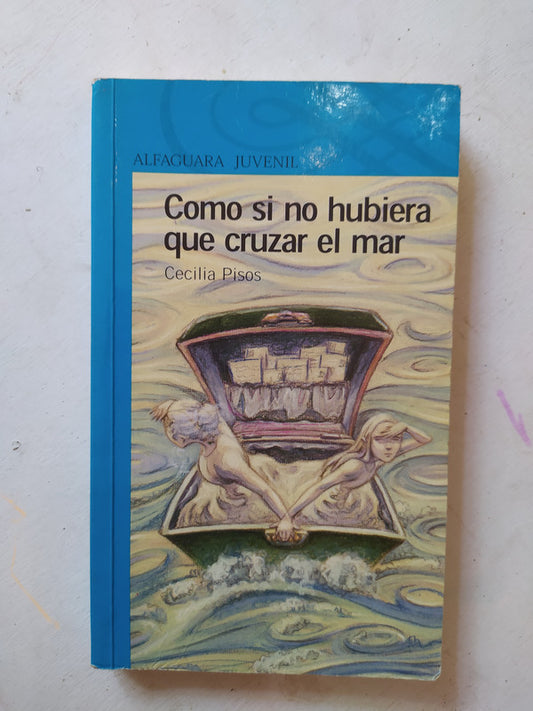 ALFAGUARA JUVENIL
Como si no hubiera
que cruzar el mar
Cecilia Pisos